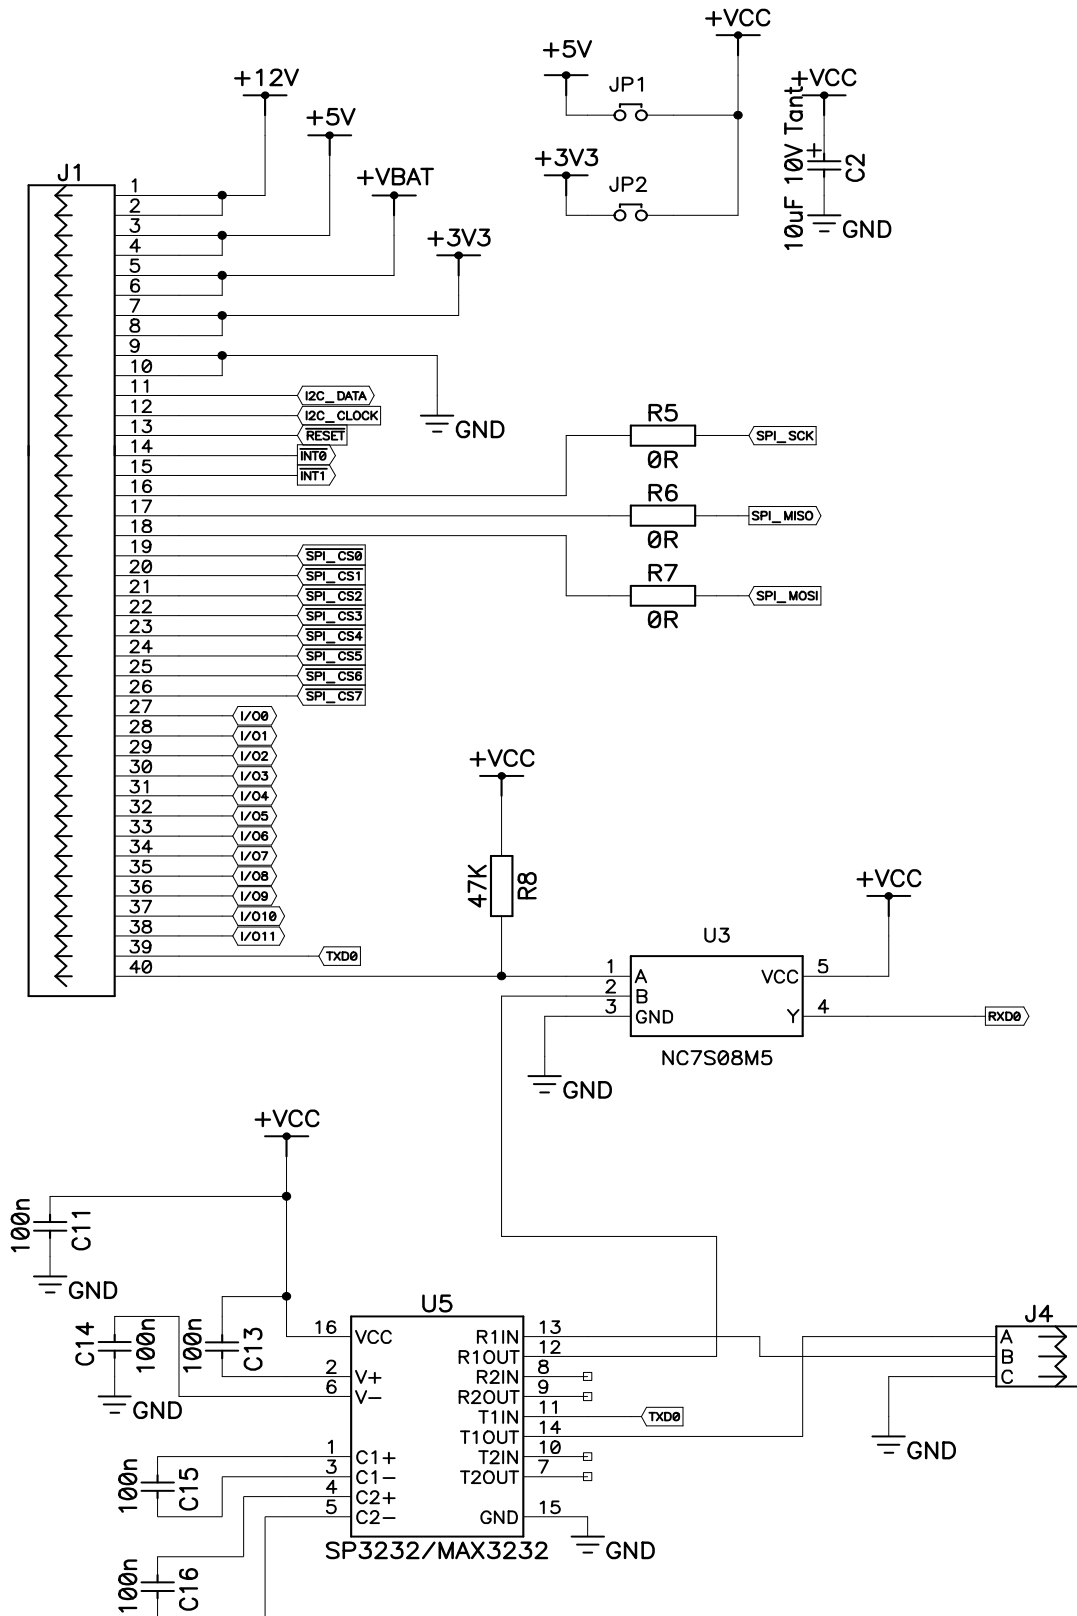 +VCC
+5V
JP1
+3V3
JP2
+VCC
10uF 10V Tant
+
C2
GND
+12V
+5V
+VBAT
+3V3
GND
J1
1
2
3
4
5
6
7
8
9
10
11 I2C_DATA
12 I2C_CLOCK
13 RESET
14 INT0
15 INT1
16
17
18
19 SPI_CS0
20 SPI_CS1
21 SPI_CS2
22 SPI_CS3
23 SPI_CS4
24 SPI_CS5
25 SPI_CS6
26 SPI_CS7
27 I/O0
28 I/O1
29 I/O2
30 I/O3
31 I/O4
32 I/O5
33 I/O6
34 I/O7
35 I/O8
36 I/O9
37 I/O10
38 I/O11
39 TXD0
40
R5
0R
SPI_SCK
R6
0R
SPI_MISO
R7
0R
SPI_MOSI
+VCC
47K
R8
+VCC
U3
1 A VCC 5
2 B
3 GND Y 4
RXD0
NC7S08M5
GND
+VCC
100n
C11
GND
C14
100n
GND
100n
C13
U5
16 VCC R1IN 13
R1OUT 12
2 V+ R2IN 8
6 V- R2OUT 9
T1IN 11 TXD0
T1OUT 14
1 C1+ T2IN 10
3 C1- T2OUT 7
4 C2+
5 C2- GND 15
SP3232/MAX3232
GND
100n
C15
100n
C16
J4
A
B
C
GND